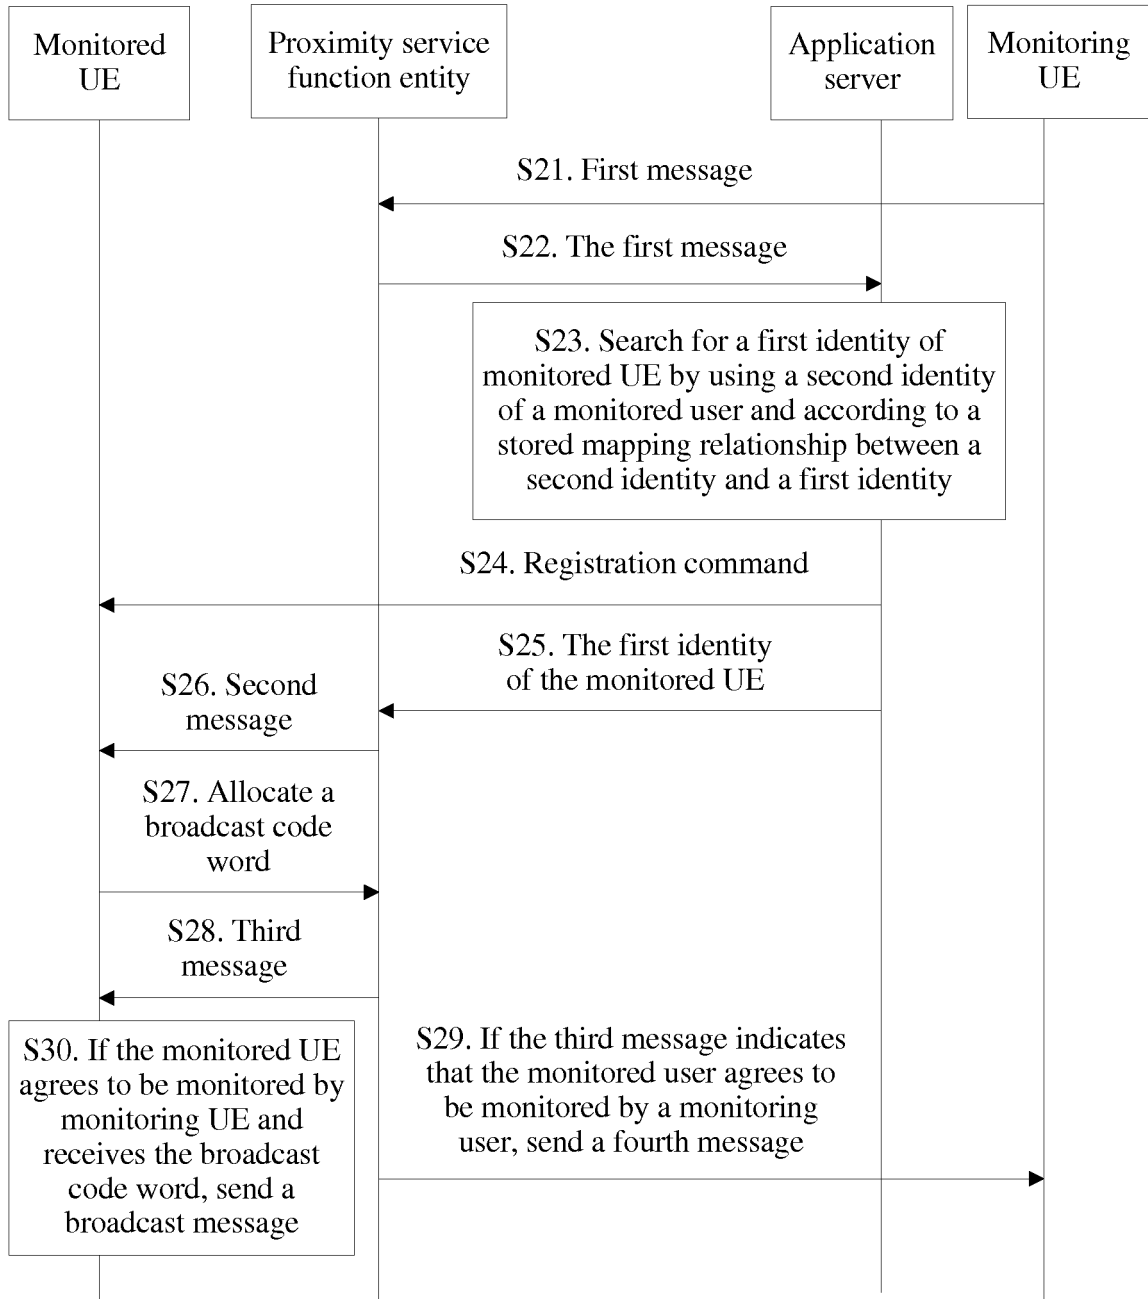 Monitored
UE
Proximity service
function entity
Application
server
Monitoring
UE
S21. First message
S22. The first message
S23. Search for a first identity of
monitored UE by using a second identity
of a monitored user and according to a
stored mapping relationship between a
second identity and a first identity
S24. Registration command
S25. The first identity
of the monitored UE
S26. Second
message
S27. Allocate a
broadcast code
word
S28. Third
message
S29. If the third message indicates
that the monitored user agrees to
be monitored by a monitoring
user, send a fourth message
S30. If the monitored UE
agrees to be monitored by
monitoring UE and
receives the broadcast
code word, send a
broadcast message